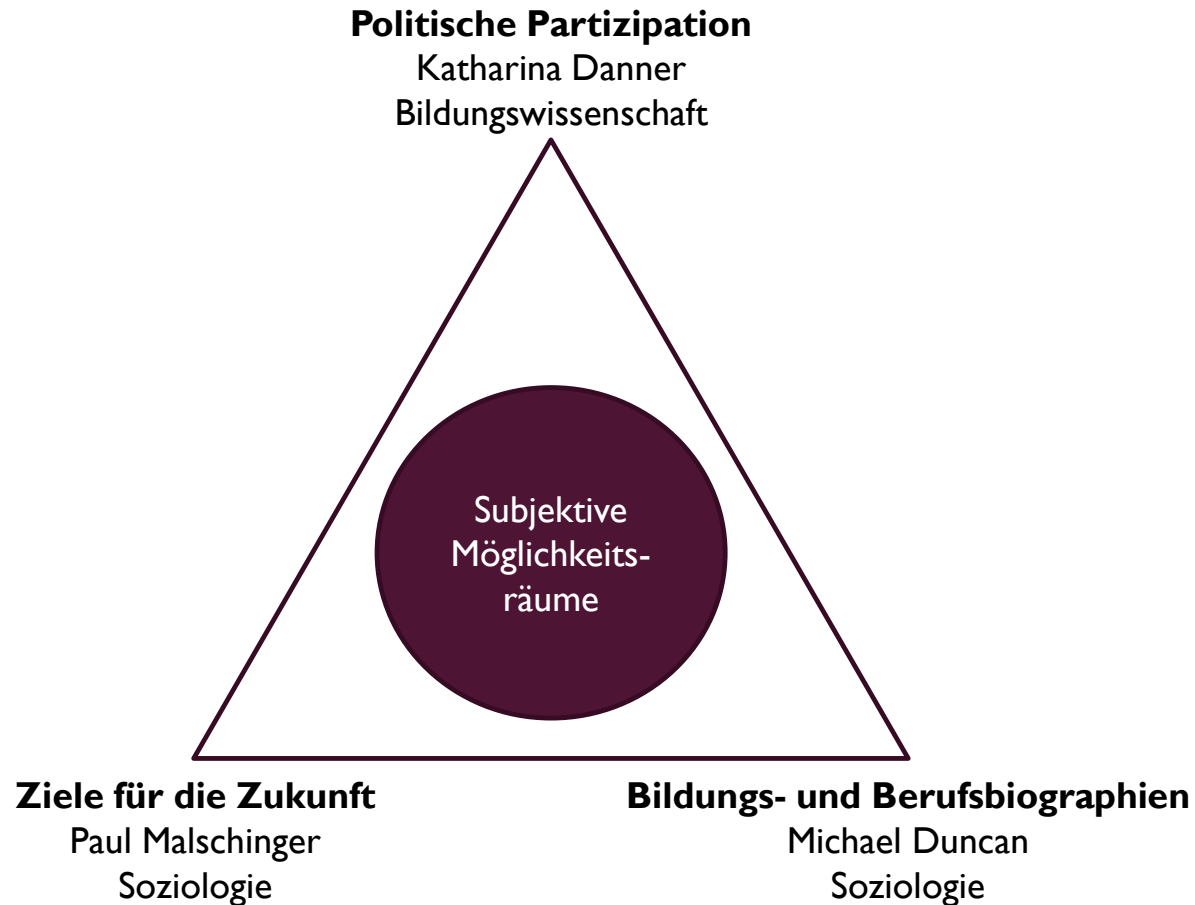 Politische Partizipation
Katharina Danner
Bildungswissenschaft
Subjektive
Möglichkeits-
räume
Ziele für die Zukunft
Paul Malschinger
Soziologie
Bildungs- und Berufsbiographien
Michael Duncan
Soziologie